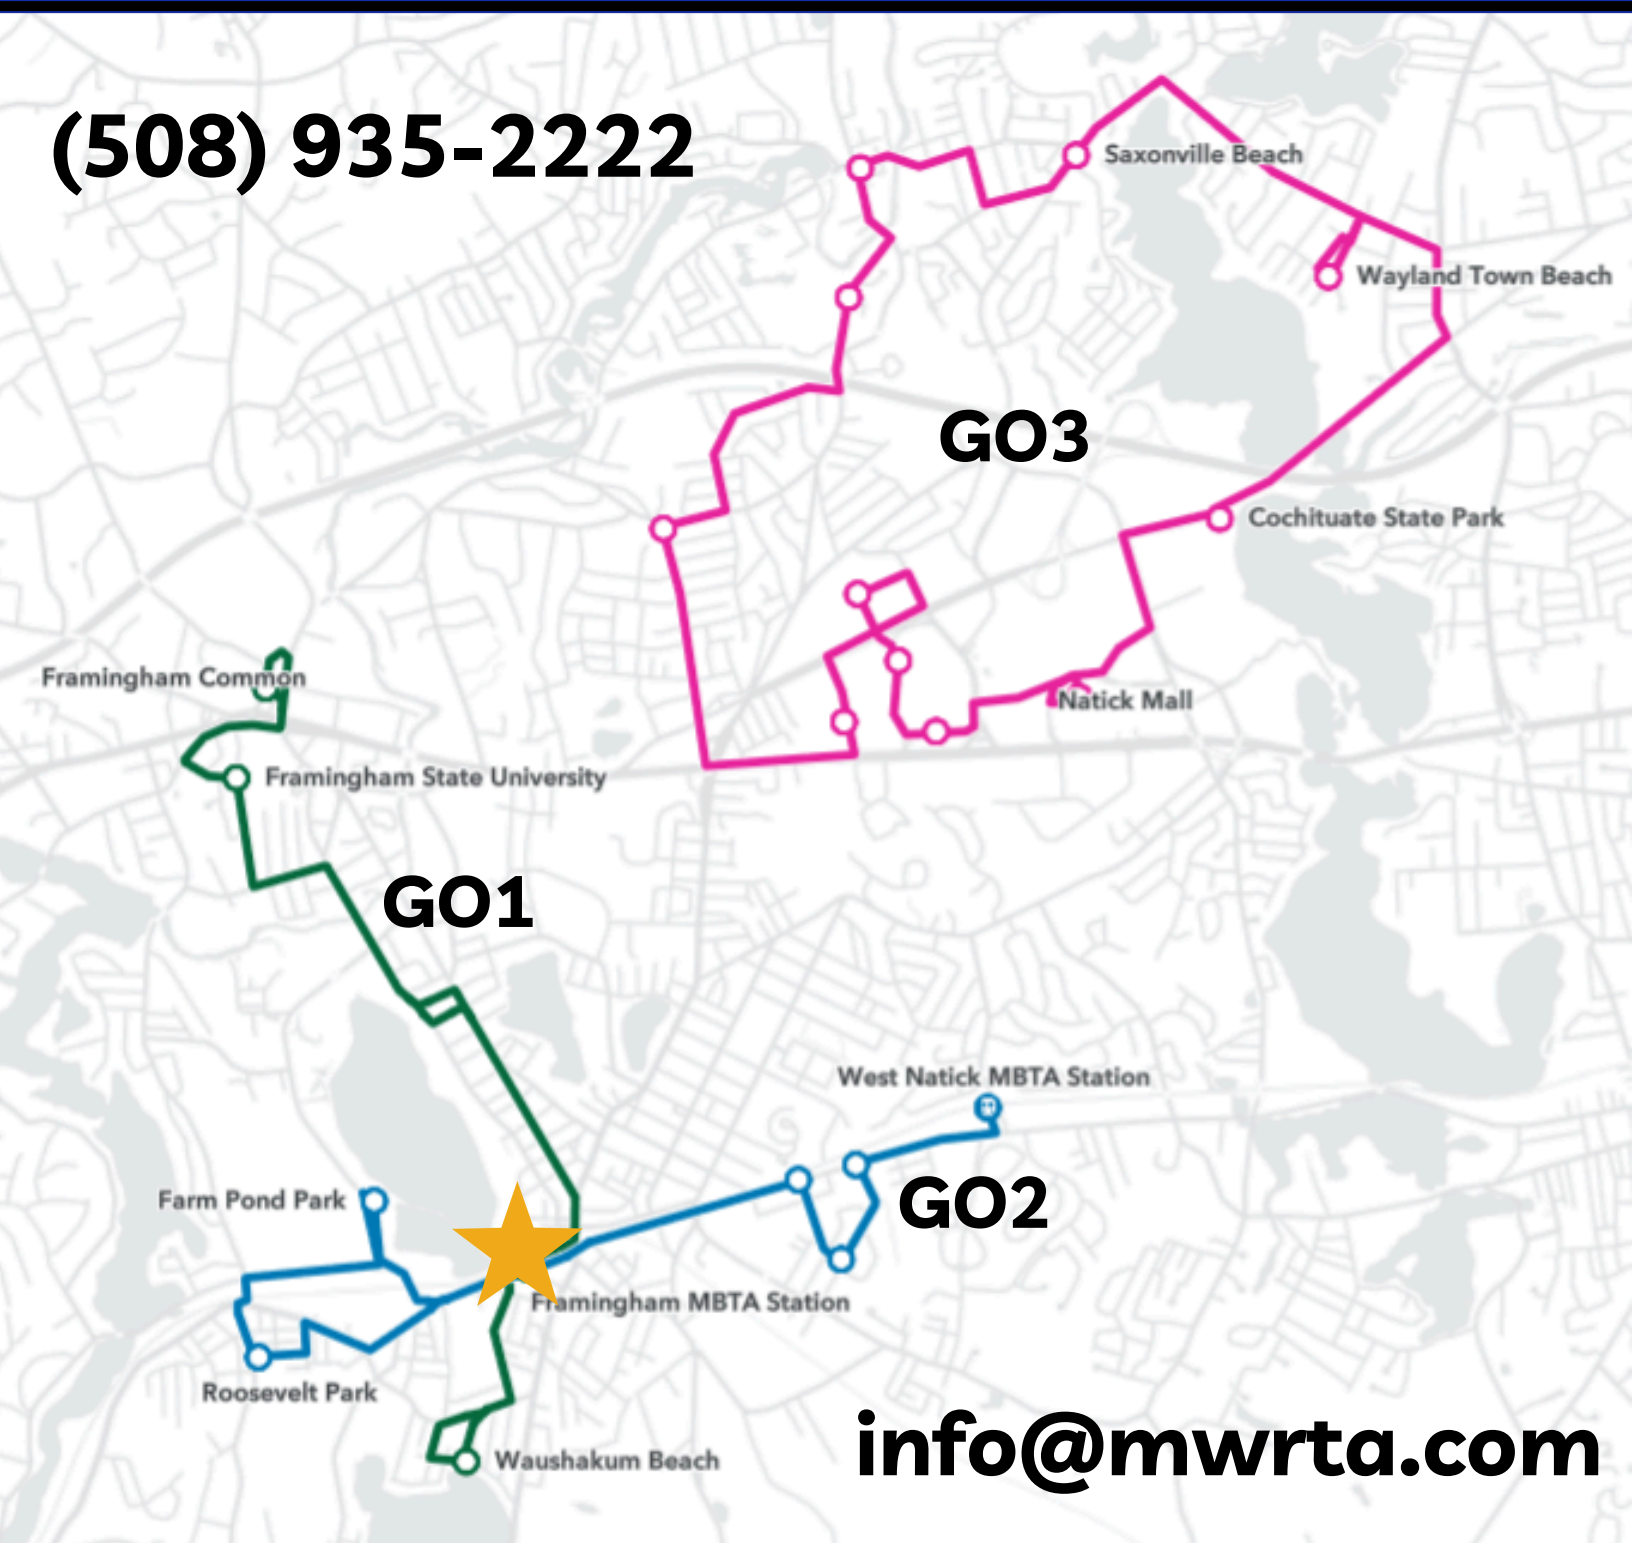 (508) 935-2222
Saxonville Beach
Wayland Town Beach
GO3
Cochituate State Park
Framingham Common
Natick Mall
Framingham State University
GO1
West Natick MBTA Station
Farm Pond Park
GO2
Framingham MBTA Station
Roosevelt Park
Waushakum Beach
info@mwrta.com